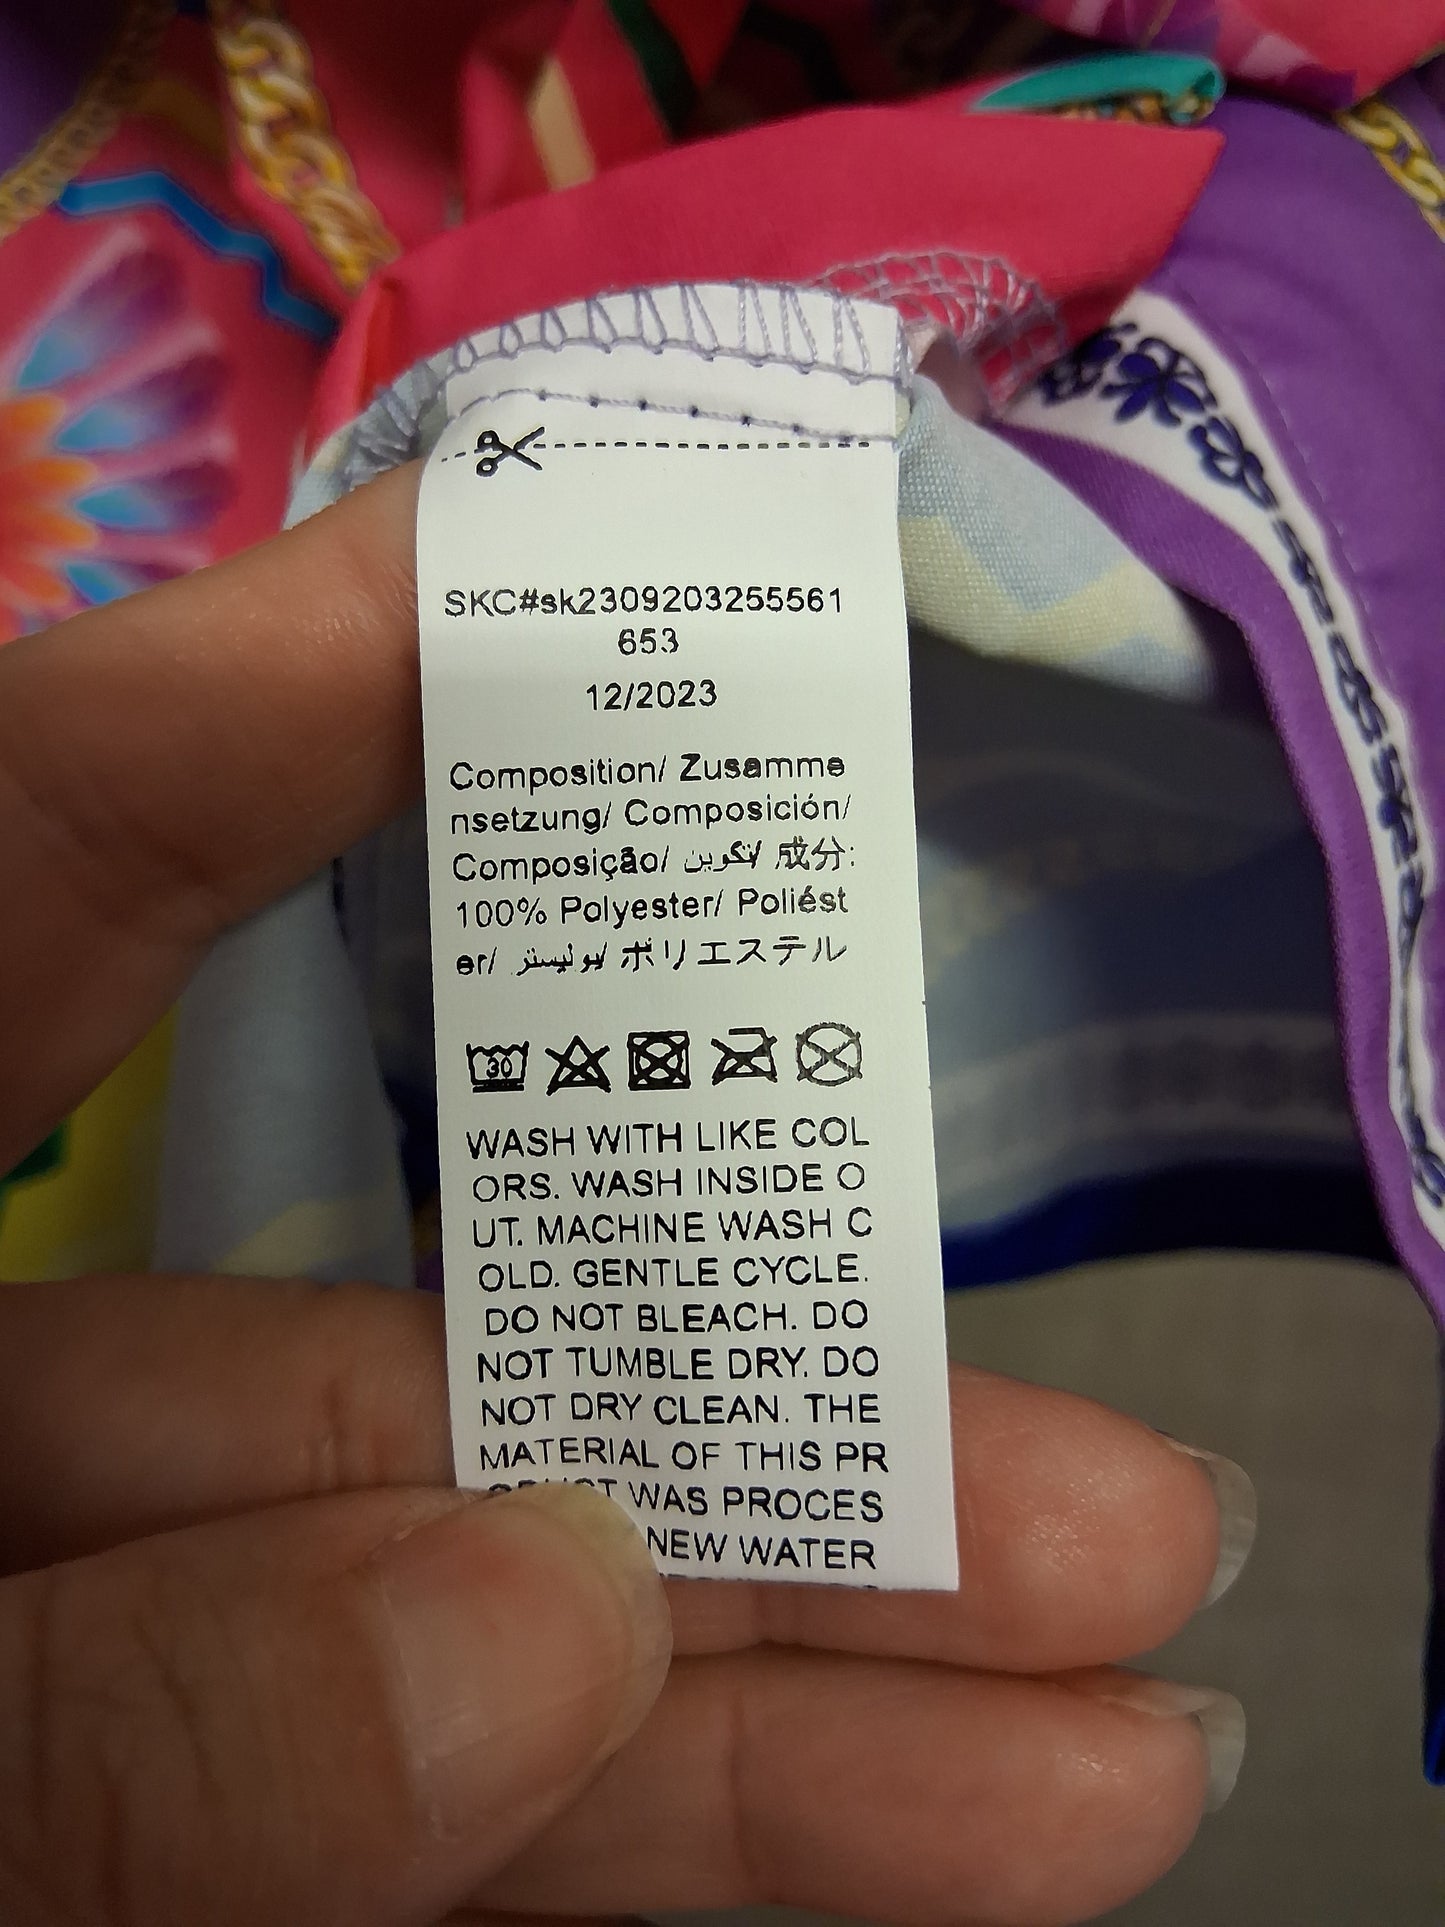 SKC#sk2309203255561
653
12/2023
Composition/ Zusamme
nsetzung/ Composición/
Composição/ تكوين/ 成分:
100% Polyester/ Poliést
er/ بوليستر/ ポリエステル
30
WASH WITH LIKE COL
ORS. WASH INSIDE O
UT. MACHINE WASH C
OLD. GENTLE CYCLE.
DO NOT BLEACH. DO
NOT TUMBLE DRY. DO
NOT DRY CLEAN. THE
MATERIAL OF THIS PR
WAS PROCES
NEW WATER